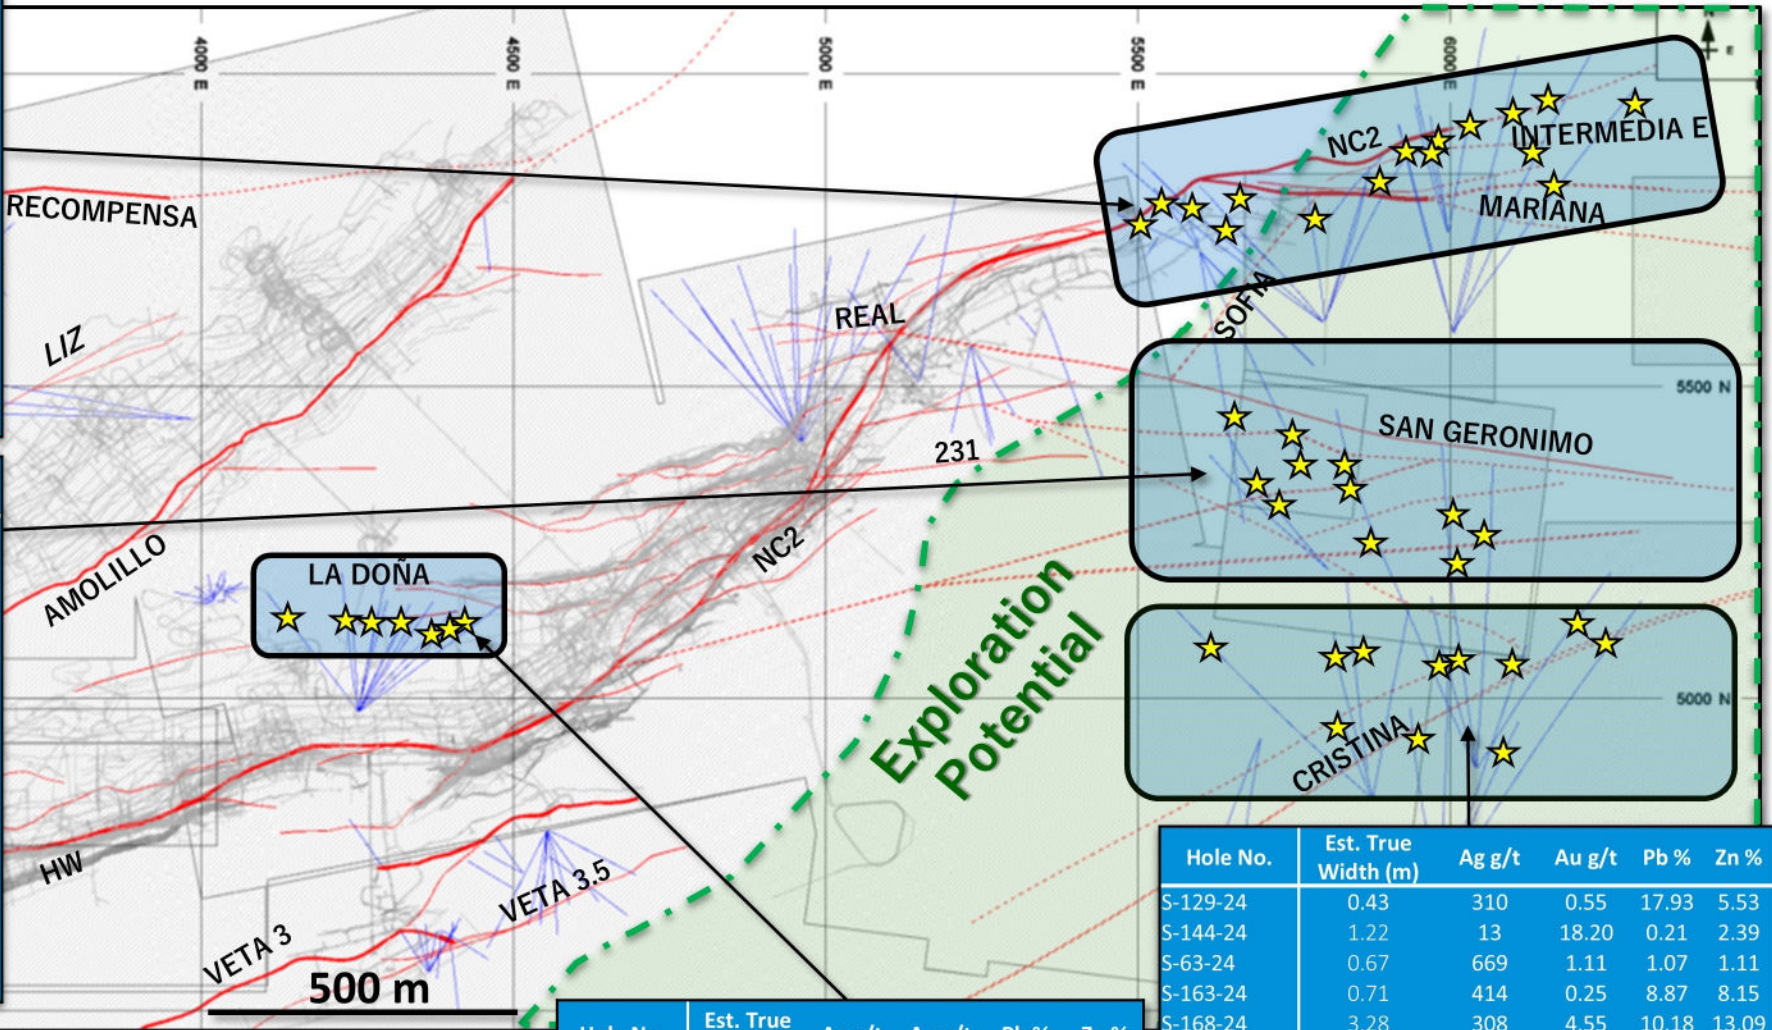 4000 E
4500 E
5000 E
5500 E
6000 E
N
E
NC2
INTERMEDIA E
MARIANA
RECOMPENSA
SOFIA
LIZ
REAL
5500 N
SAN GERONIMO
231
NC2
AMOLILLO
LA DOÑA
Exploration
Potential
5000 N
CRISTINA
HW
VETA 3.5
VETA 3
500 m
Hole No. Est. True Width (m) Ag g/t Au g/t Pb % Zn %
S-129-24 0.43 310 0.55 17.93 5.53
S-144-24 1.22 13 18.20 0.21 2.39
S-63-24 0.67 669 1.11 1.07 1.11
S-163-24 0.71 414 0.25 8.87 8.15
S-168-24 3.28 308 4.55 10.18 13.09
Est. True